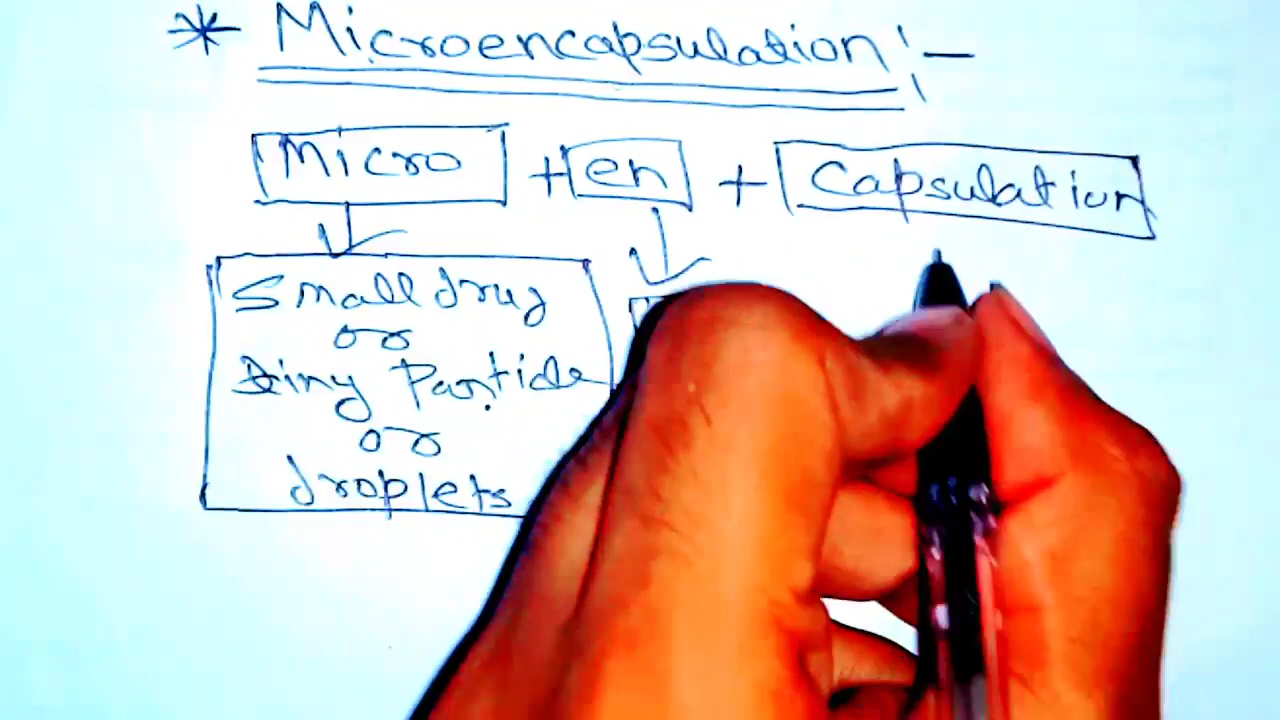 * Microencapsulation :-
Micro + en + Capsulation
Small drug
or
tiny Particle
or
droplets